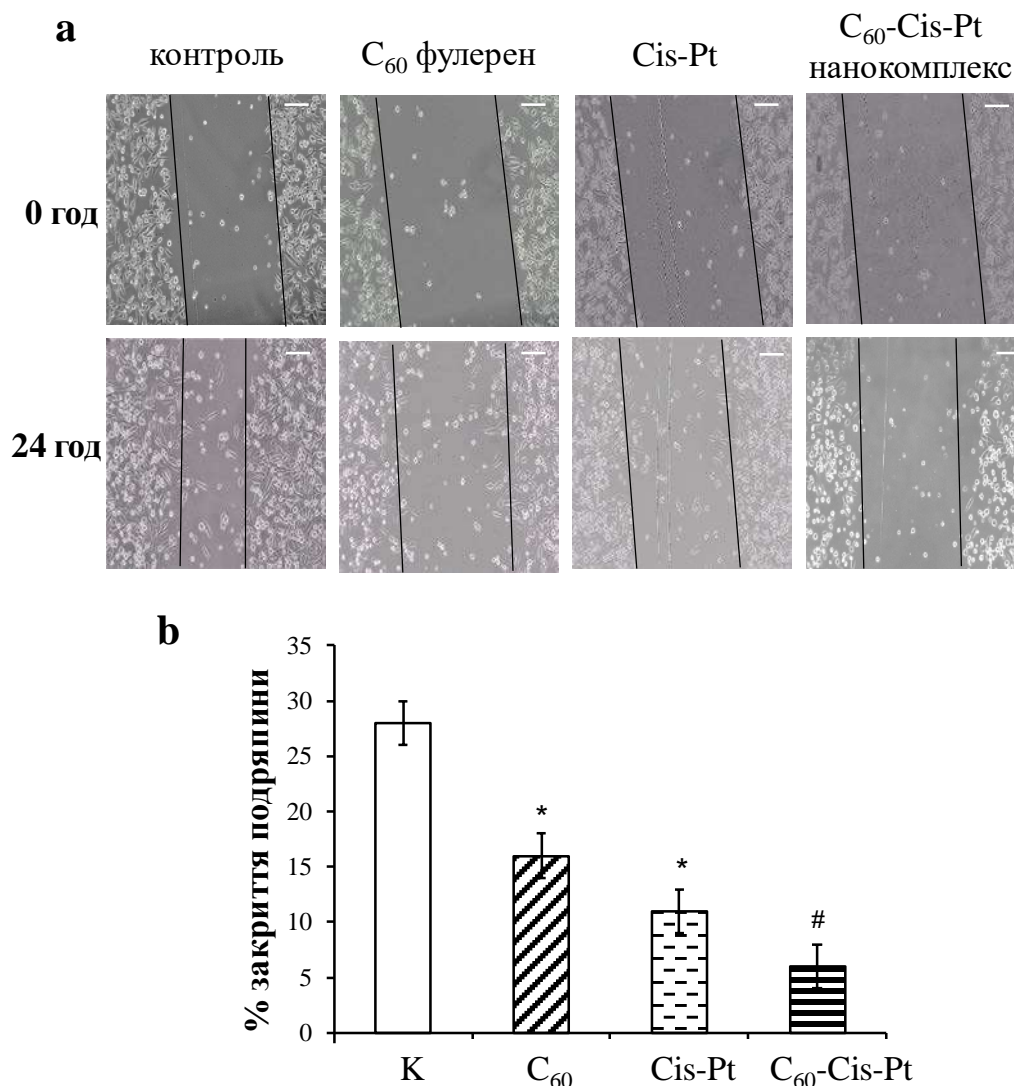 a
контроль
C₆₀ фулерен
Cis-Pt
C₆₀-Cis-Pt
нанокомплекс
0 год
24 год
b
% закриття подряпини
35
30
25
20
15
10
5
0
*
*
#
K
C₆₀
Cis-Pt
C₆₀-Cis-Pt